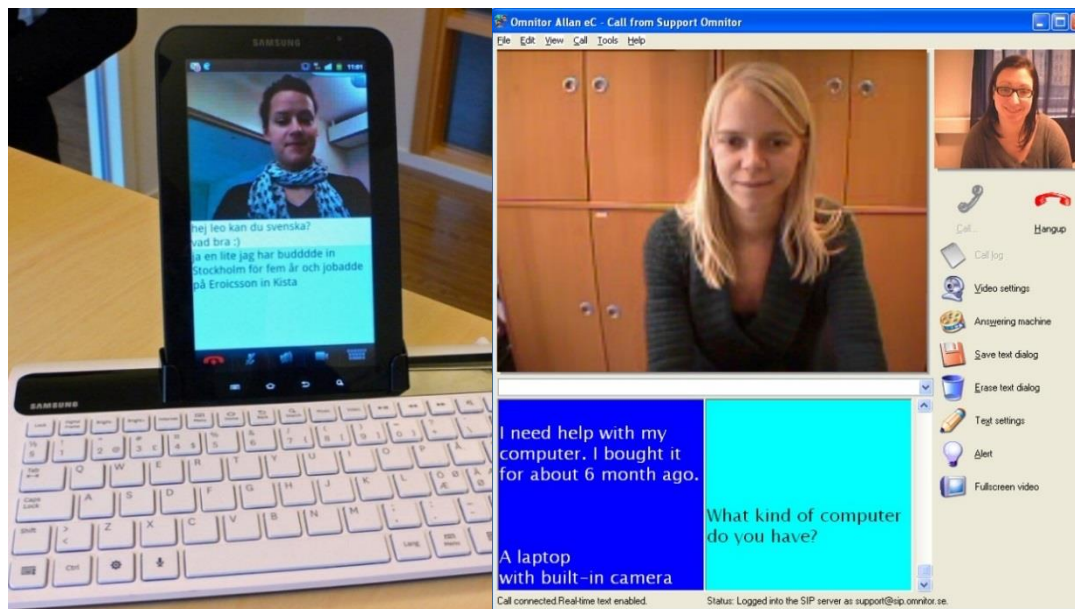 SAMSUNG
11:01
hej leo kan du svenska?
vad bra :)
ja en lite jag har budddde in
Stockholm för fem år och jobadde
på Eroicsson in Kista
SAMSUNG
Q W E R T Y U I O P
A S D F G H J K L
Z X C V B N M
Ctrl
Omnitor Allan eC - Call from Support Omnitor
File Edit View Call Tools Help
Call...
Hangup
Call log
Video settings
Answering machine
Save text dialog
Erase text dialog
Text settings
Alert
Fullscreen video
I need help with my
computer. I bought it
for about 6 month ago.
A laptop
with built-in camera
What kind of computer
do you have?
Call connected.Real-time text enabled.
Status: Logged into the SIP server as support@sip.omnitor.se.